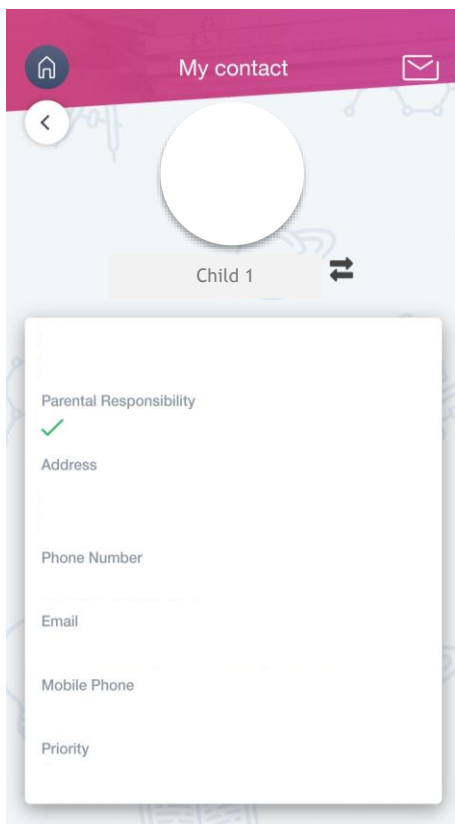 My contact
Child 1
Parental Responsibility
Address
Phone Number
Email
Mobile Phone
Priority